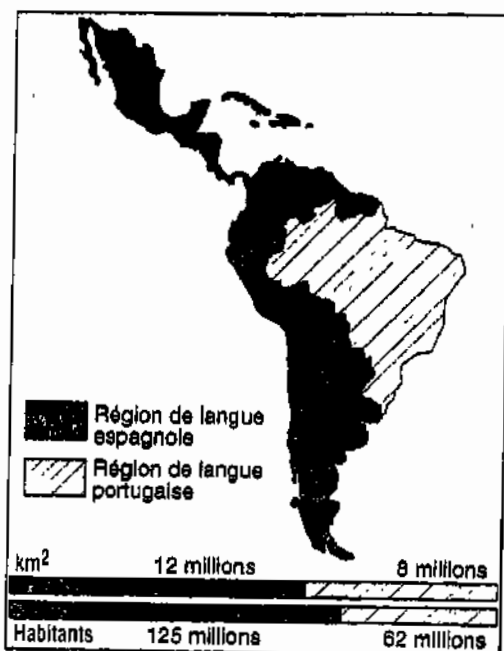 Région de langue
espagnole
Région de langue
portugaise
km² 12 millions 8 millions
Habitants 125 millions 62 millions